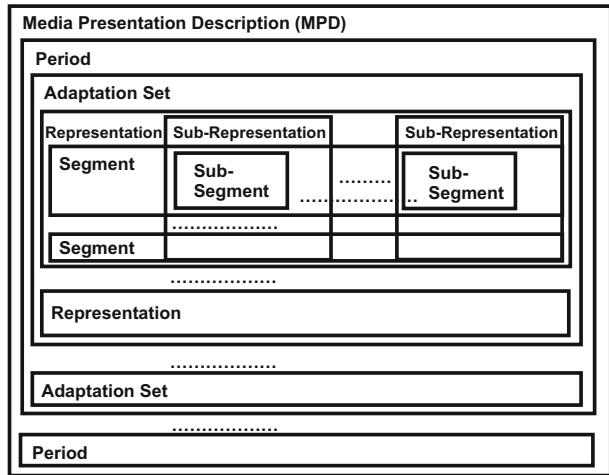 Media Presentation Description (MPD)
Period
Adaptation Set
Representation Sub-Representation Sub-Representation
Segment
Sub-
Segment
.........
...................
Sub-
Segment
..................
Segment
..................
Representation
..................
Adaptation Set
..................
Period